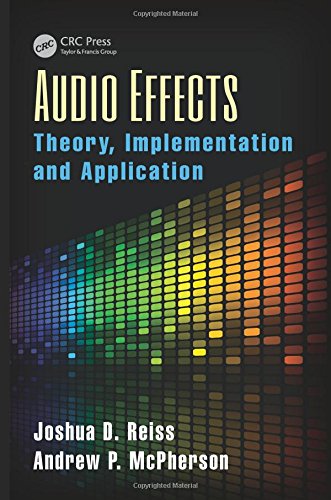 CRC
CRC Press
Taylor & Francis Group
AUDIO EFFECTS
Theory, Implementation
and Application
Joshua D. Reiss
Andrew P. McPherson